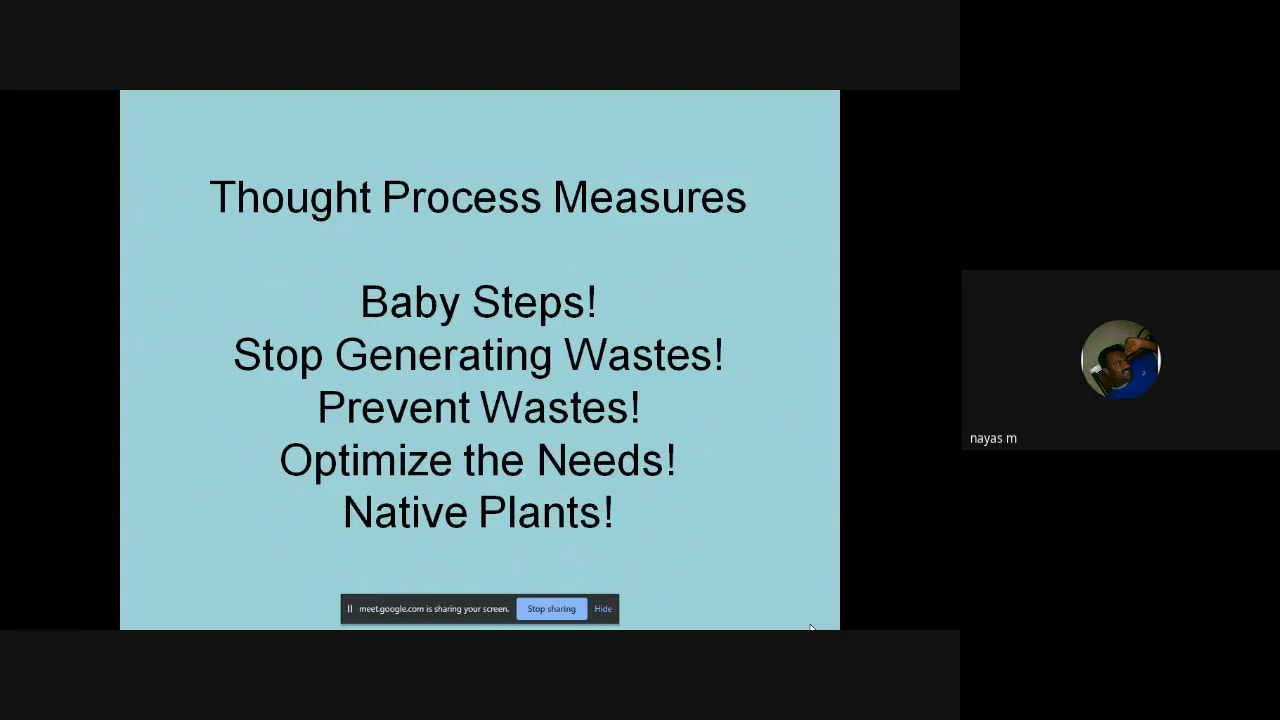 Thought Process Measures
Baby Steps!
Stop Generating Wastes!
Prevent Wastes!
Optimize the Needs!
Native Plants!
meet.google.com is sharing your screen. Stop sharing Hide
nayas m